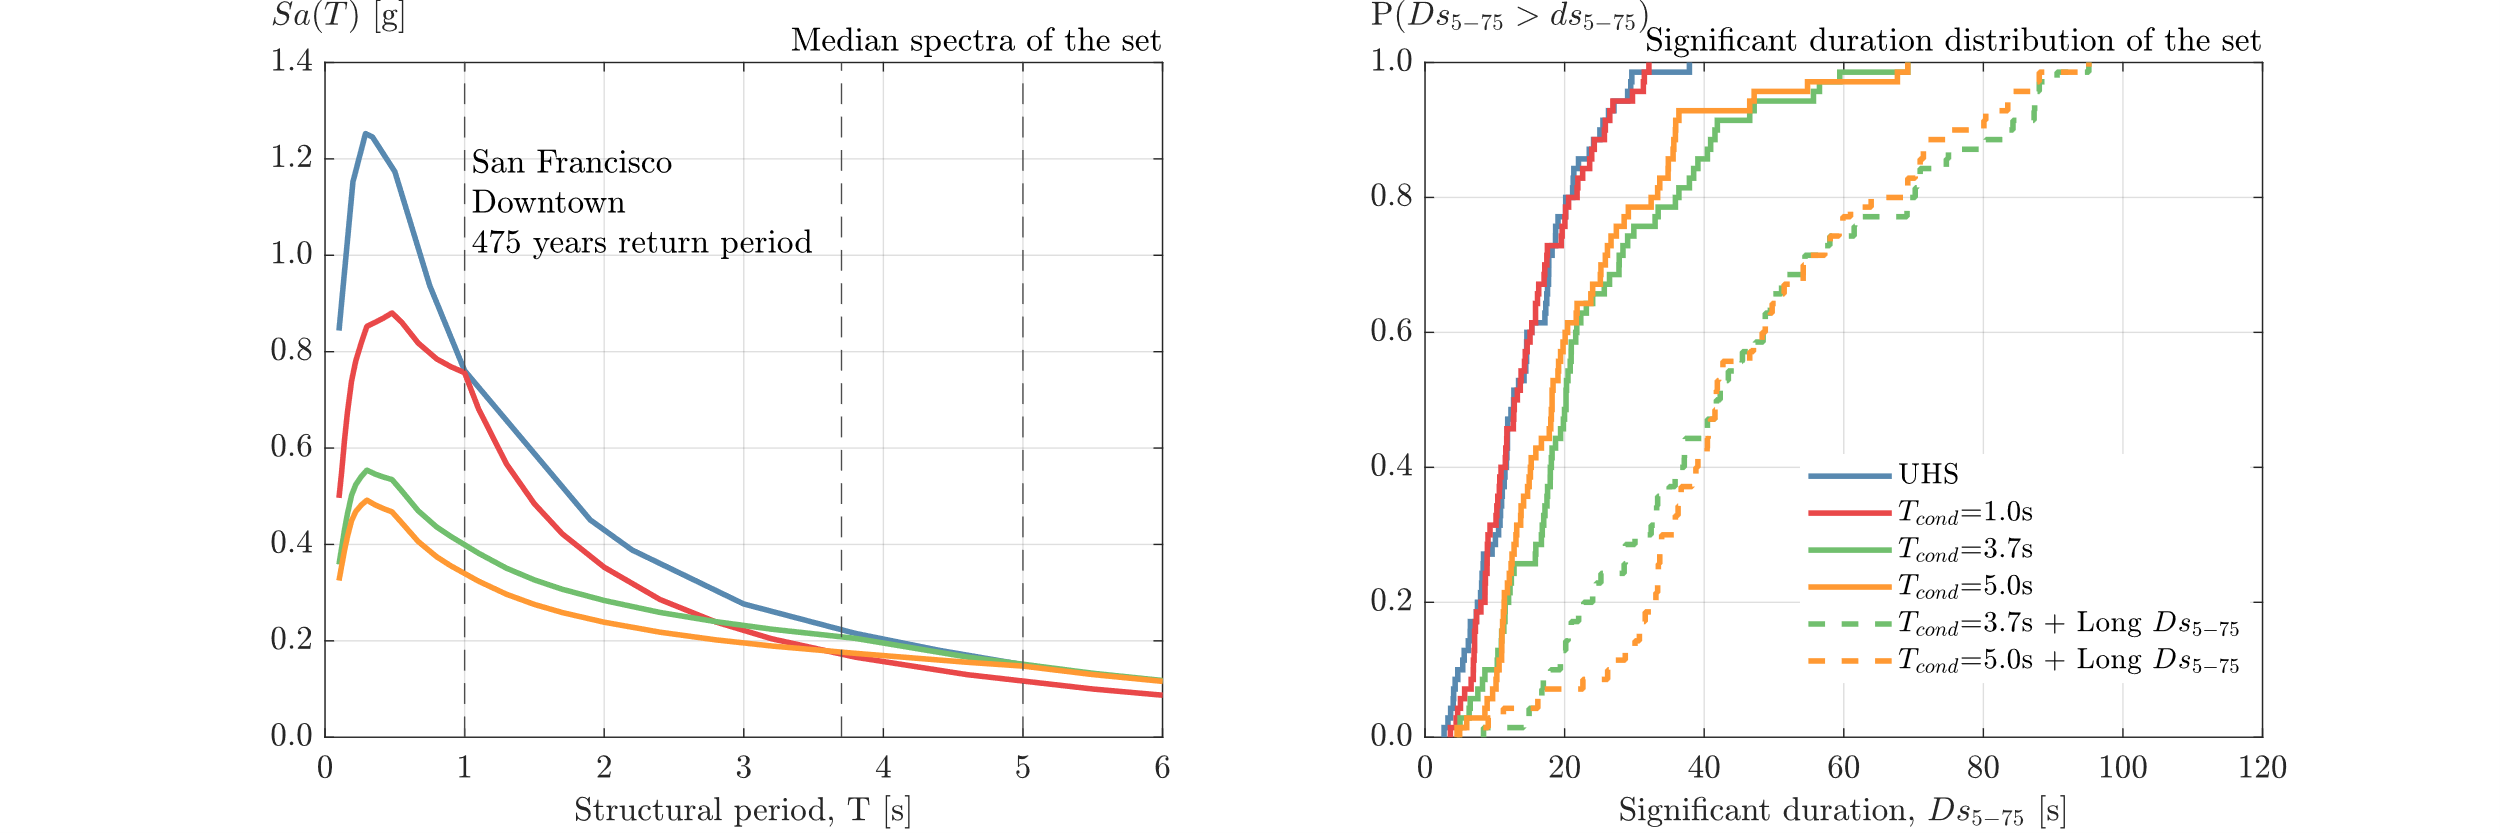 Sa(T) [g]
Median spectra of the set
1.4
1.2
1.0
0.8
0.6
0.4
0.2
0.0
San Francisco
Downtown
475 years return period
0 1 2 3 4 5 6
Structural period, T [s]
P(Ds5−75 > ds5−75)
Significant duration distribution of the set
1.0
0.8
0.6
0.4
0.2
0.0
UHS
Tcond=1.0s
Tcond=3.7s
Tcond=5.0s
Tcond=3.7s + Long Ds5−75
Tcond=5.0s + Long Ds5−75
0 20 40 60 80 100 120
Significant duration, Ds5−75 [s]